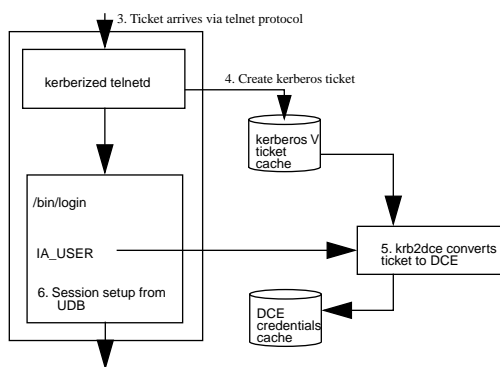 3. Ticket arrives via telnet protocol
kerberized telnetd
4. Create kerberos ticket
kerberos V
ticket
cache
/bin/login
IA_USER
5. krb2dce converts
ticket to DCE
6. Session setup from
UDB
DCE
credentials
cache